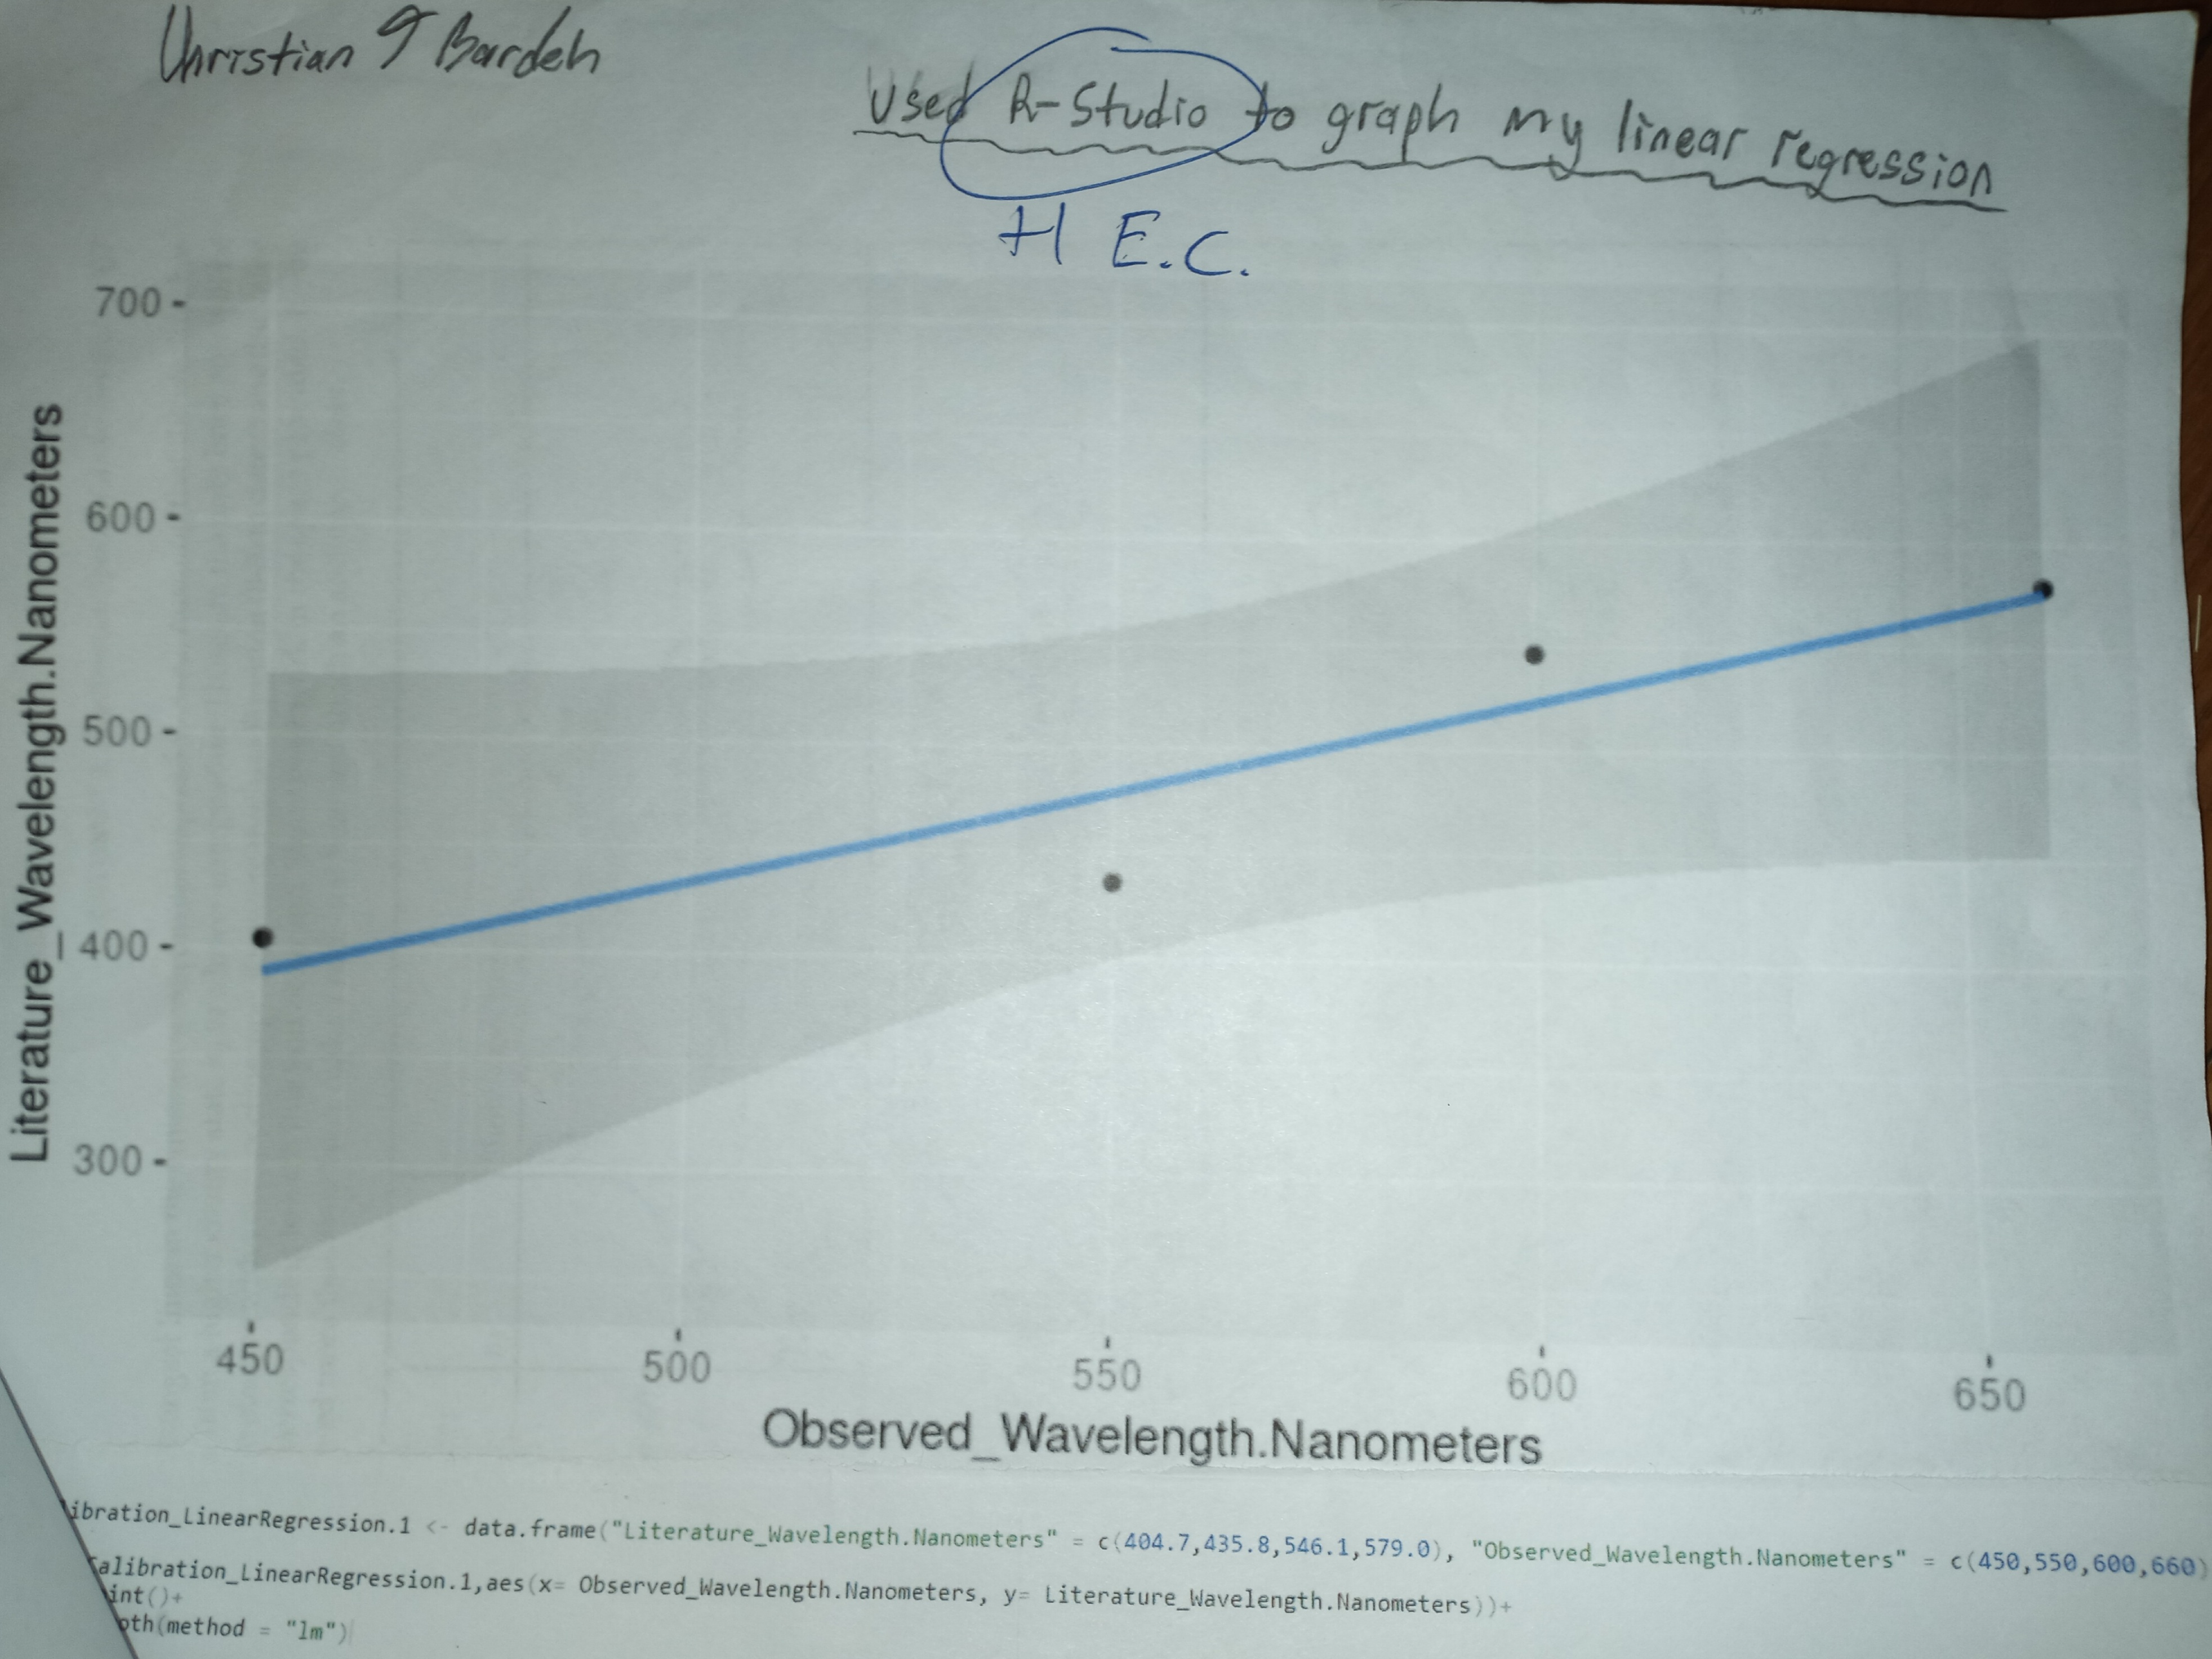 Christian G Bardeh
Used R-Studio to graph my linear regression
H E.C.
Literature_Wavelength.Nanometers
700
600
500
400
300
450 500 550 600 650
Observed_Wavelength.Nanometers
ibration_LinearRegression.1 <- data.frame("Literature_Wavelength.Nanometers" = c(404.7,435.8,546.1,579.0), "Observed_Wavelength.Nanometers" = c(450,550,600,660)
alibration_LinearRegression.1,aes(x= Observed_Wavelength.Nanometers, y= Literature_Wavelength.Nanometers))+
int()+
oth(method = "lm")